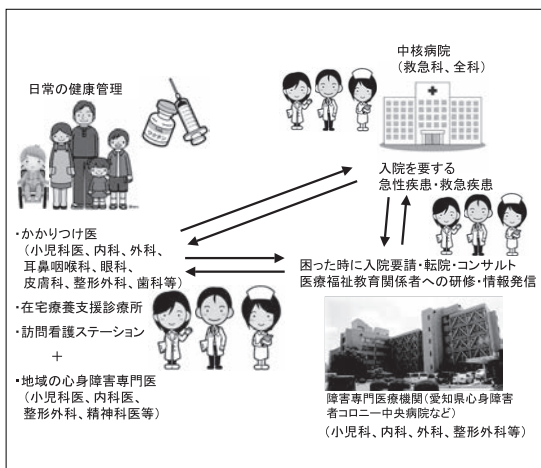 日常の健康管理
ワクチン
中核病院
（救急科、全科）
入院を要する
急性疾患・救急疾患
・かかりつけ医
（小児科医、内科、外科、
耳鼻咽喉科、眼科、
皮膚科、整形外科、歯科等）
・在宅療養支援診療所
・訪問看護ステーション
＋
・地域の心身障害専門医
（小児科医、内科医、
整形外科、精神科医等）
困った時に入院要請・転院・コンサルト
医療福祉教育関係者への研修・情報発信
障害専門医療機関（愛知県心身障害
者コロニー中央病院など）
（小児科、内科、外科、整形外科等）